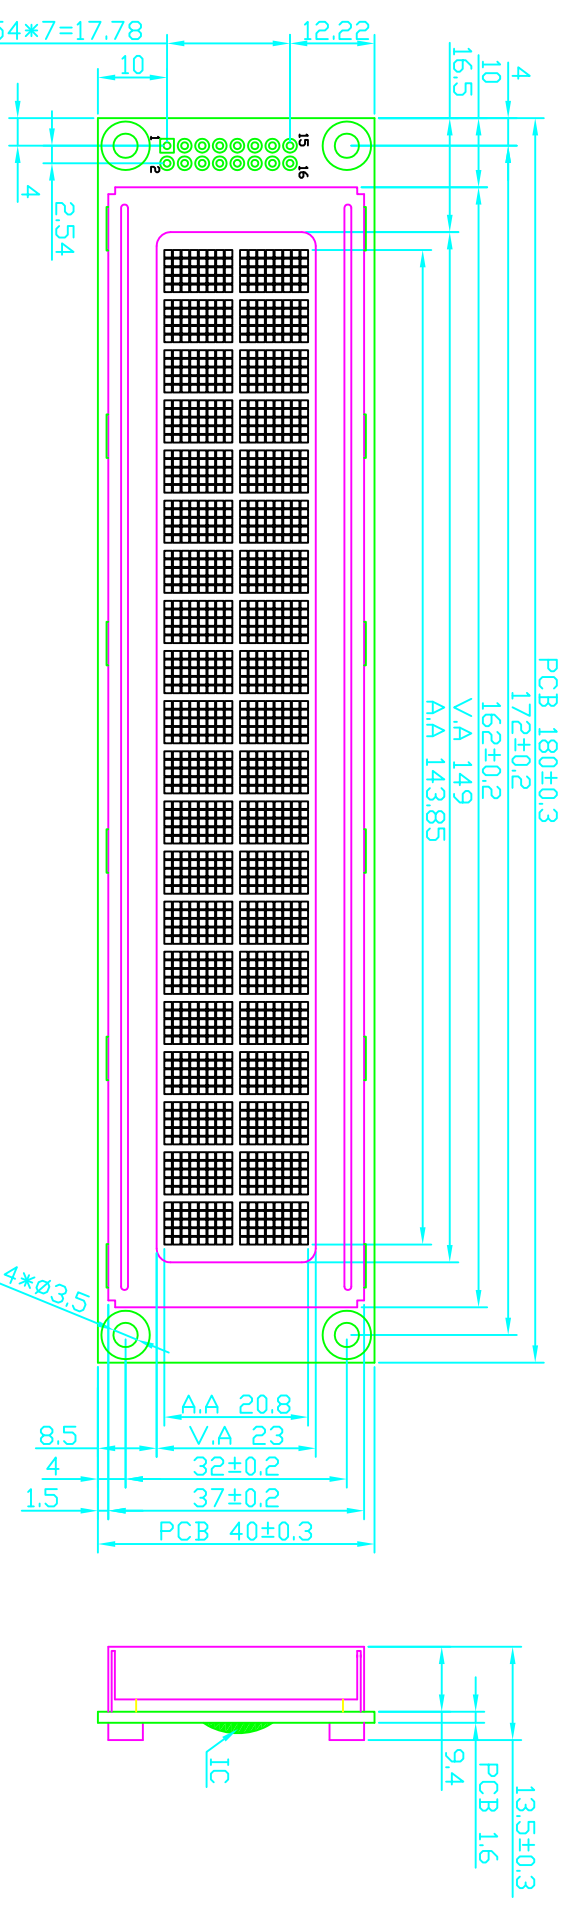 54*7=17.78
12.22
10
4
10
16.5
1
15
2
16
4
2.54
PCB 180±0.3
172±0.2
162±0.2
V.A 149
A.A 143.85
4*ø3.5
A.A 20.8
8.5
V.A 23
4
32±0.2
1.5
37±0.2
PCB 40±0.3
IC
9.4
PCB 1.6
13.5±0.3